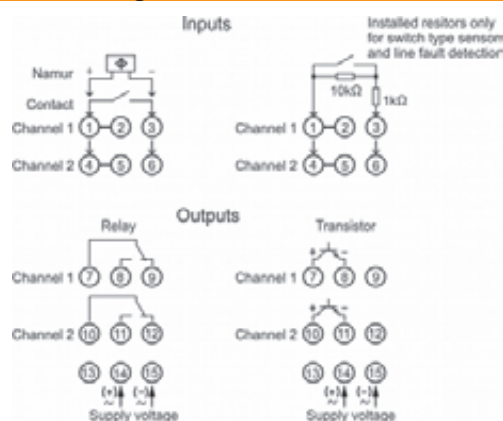 Inputs
Installed resitors only
for switch type sensors
and line fault detection
Namur + −
Contact
10kΩ
1kΩ
Channel 1 1 2 3
Channel 1 1 2 3
Channel 2 4 5 6
Channel 2 4 5 6
Outputs
Relay
Transistor
Channel 1 7 8 9
+ −
Channel 1 7 8 9
Channel 2 10 11 12
+ −
Channel 2 10 11 12
13 14 15
13 14 15
(+) (−)
~ ~
(+) (−)
~ ~
Supply voltage
Supply voltage